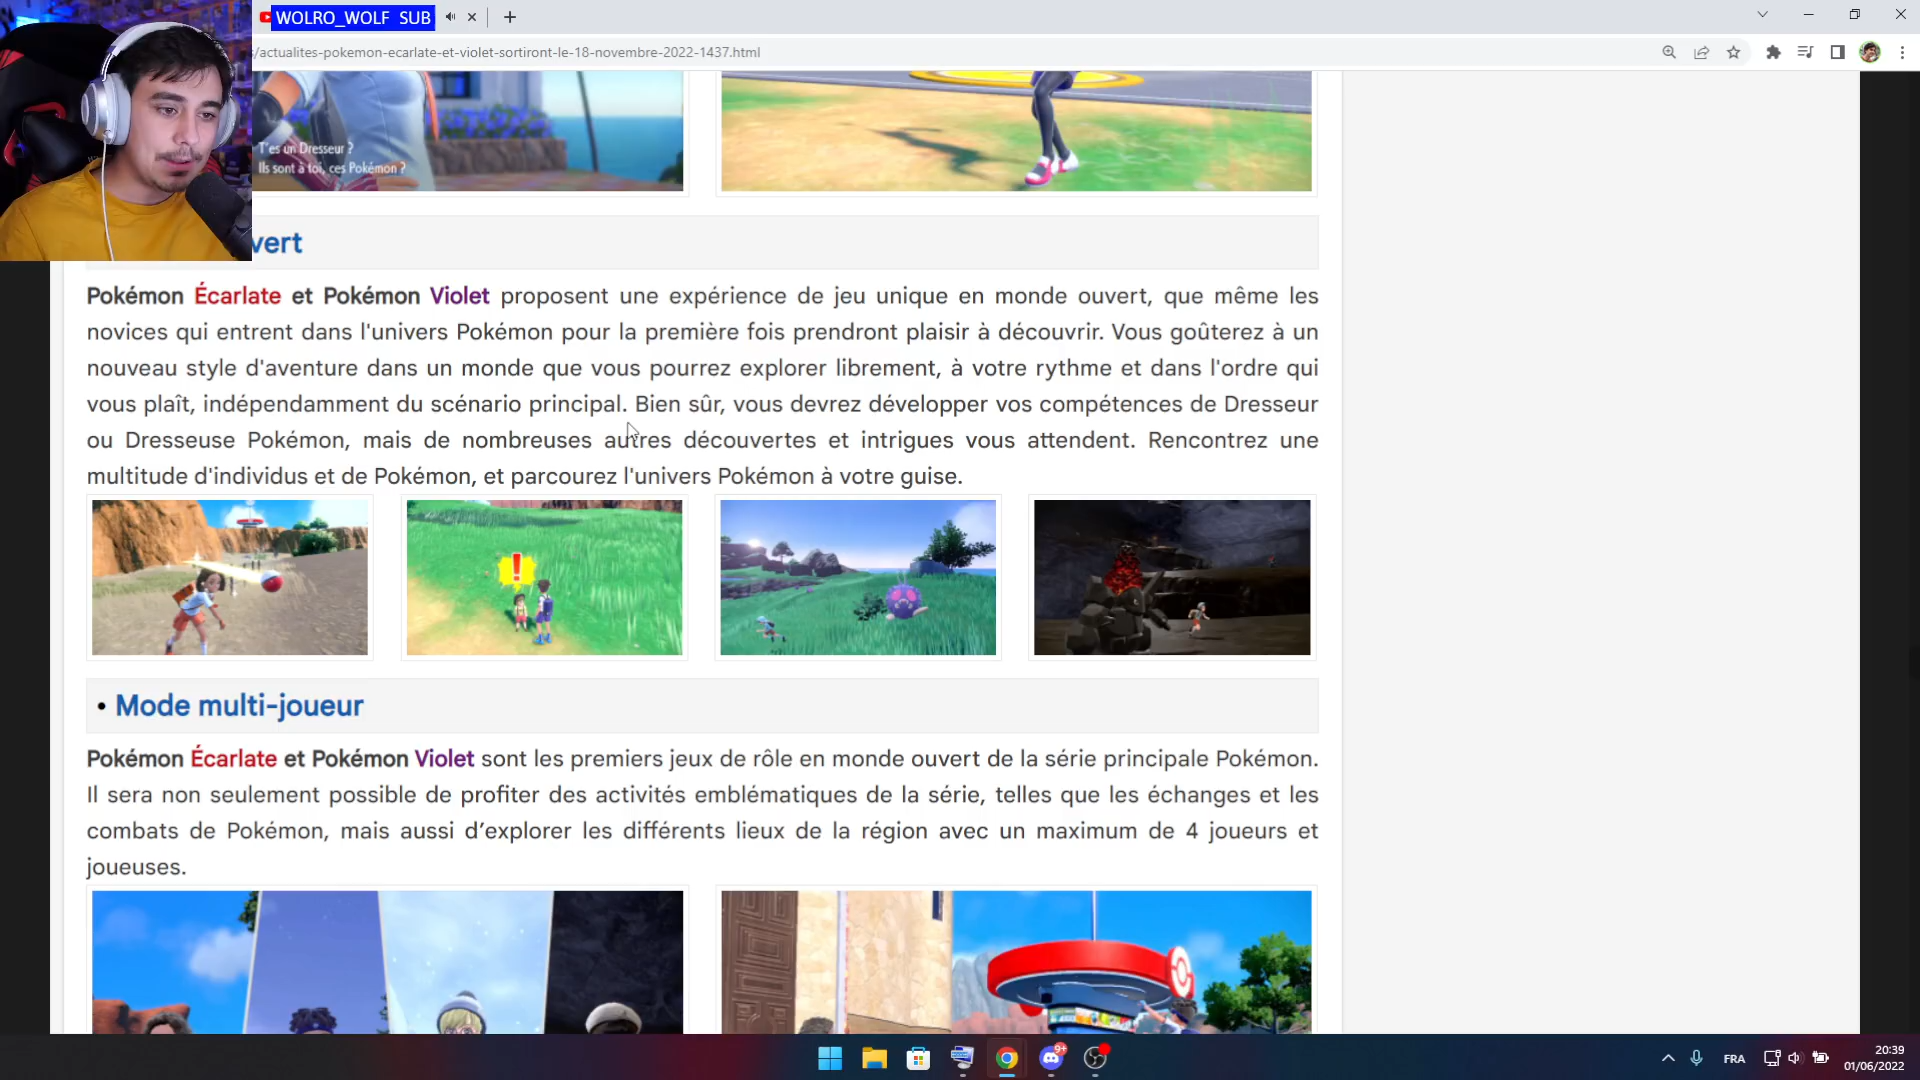 WOLRO_WOLF SUB
/actualites-pokemon-ecarlate-et-violet-sortiront-le-18-novembre-2022-1437.html
T'es un Dresseur ?
Ils sont à toi, ces Pokémon ?
vert
Pokémon Écarlate et Pokémon Violet proposent une expérience de jeu unique en monde ouvert, que même les
novices qui entrent dans l'univers Pokémon pour la première fois prendront plaisir à découvrir. Vous goûterez à un
nouveau style d'aventure dans un monde que vous pourrez explorer librement, à votre rythme et dans l'ordre qui
vous plaît, indépendamment du scénario principal. Bien sûr, vous devrez développer vos compétences de Dresseur
ou Dresseuse Pokémon, mais de nombreuses autres découvertes et intrigues vous attendent. Rencontrez une
multitude d'individus et de Pokémon, et parcourez l'univers Pokémon à votre guise.
!
• Mode multi-joueur
Pokémon Écarlate et Pokémon Violet sont les premiers jeux de rôle en monde ouvert de la série principale Pokémon.
Il sera non seulement possible de profiter des activités emblématiques de la série, telles que les échanges et les
combats de Pokémon, mais aussi d’explorer les différents lieux de la région avec un maximum de 4 joueurs et
joueuses.
9+
FRA
20:39
01/06/2022